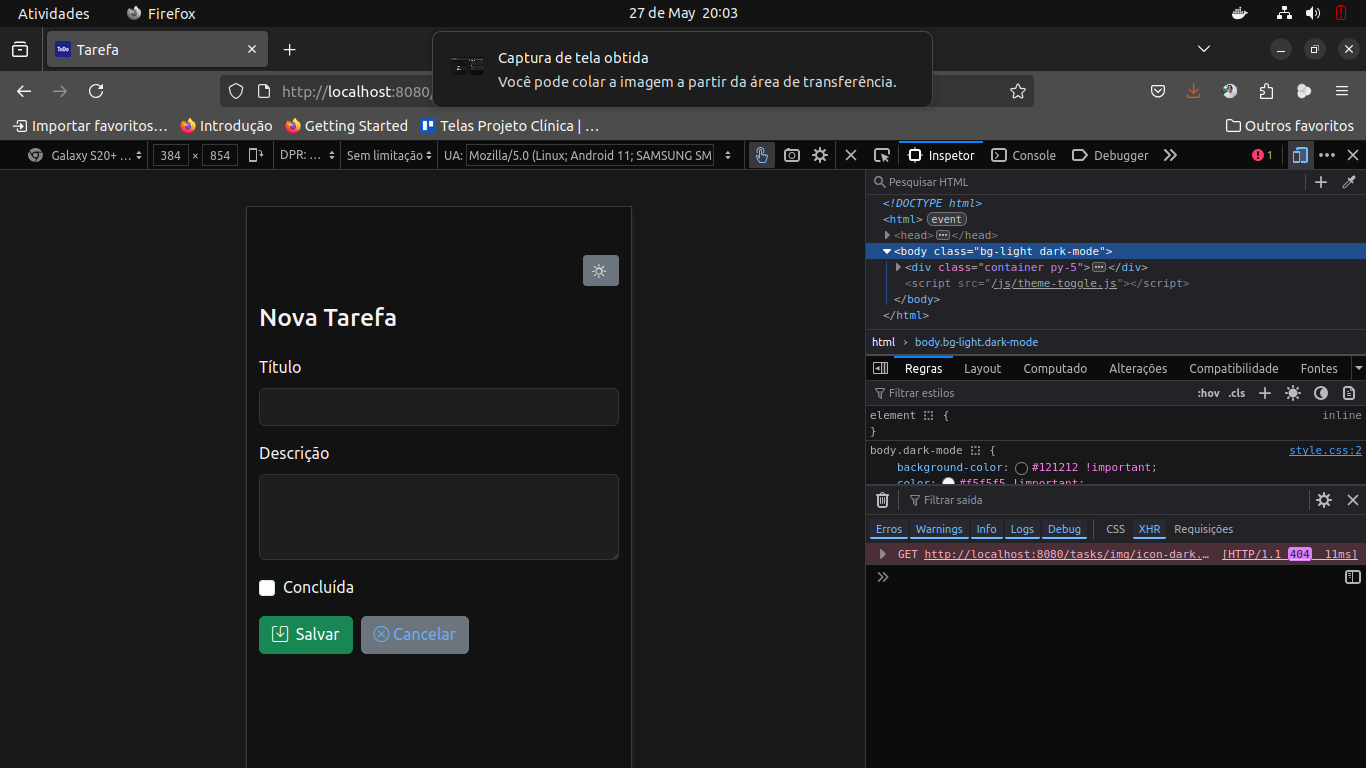 Atividades
Firefox
27 de May 20:03
ToDo
Tarefa
Captura de tela obtida
Você pode colar a imagem a partir da área de transferência.
http://localhost:8080/
Importar favoritos…
Introdução
Getting Started
Telas Projeto Clínica | …
Outros favoritos
Galaxy S20+ …
384 × 854
DPR: …
Sem limitação
UA:
Mozilla/5.0 (Linux; Android 11; SAMSUNG SM
Inspetor
Console
Debugger
1
Pesquisar HTML
<!DOCTYPE html>
<html> event
<head> </head>
<body class="bg-light dark-mode">
<div class="container py-5"> </div>
<script src="/js/theme-toggle.js"></script>
</body>
</html>
html › body.bg-light.dark-mode
Regras
Layout
Computado
Alterações
Compatibilidade
Fontes
Filtrar estilos
:hov .cls
element {
inline
}
body.dark-mode {
style.css:2
background-color: #121212 !important;
color: #f5f5f5 !important;
Filtrar saída
Erros
Warnings
Info
Logs
Debug
CSS
XHR
Requisições
GET http://localhost:8080/tasks/img/icon-dark.…
[HTTP/1.1 404 11ms]
Nova Tarefa
Título
Descrição
Concluída
Salvar
Cancelar